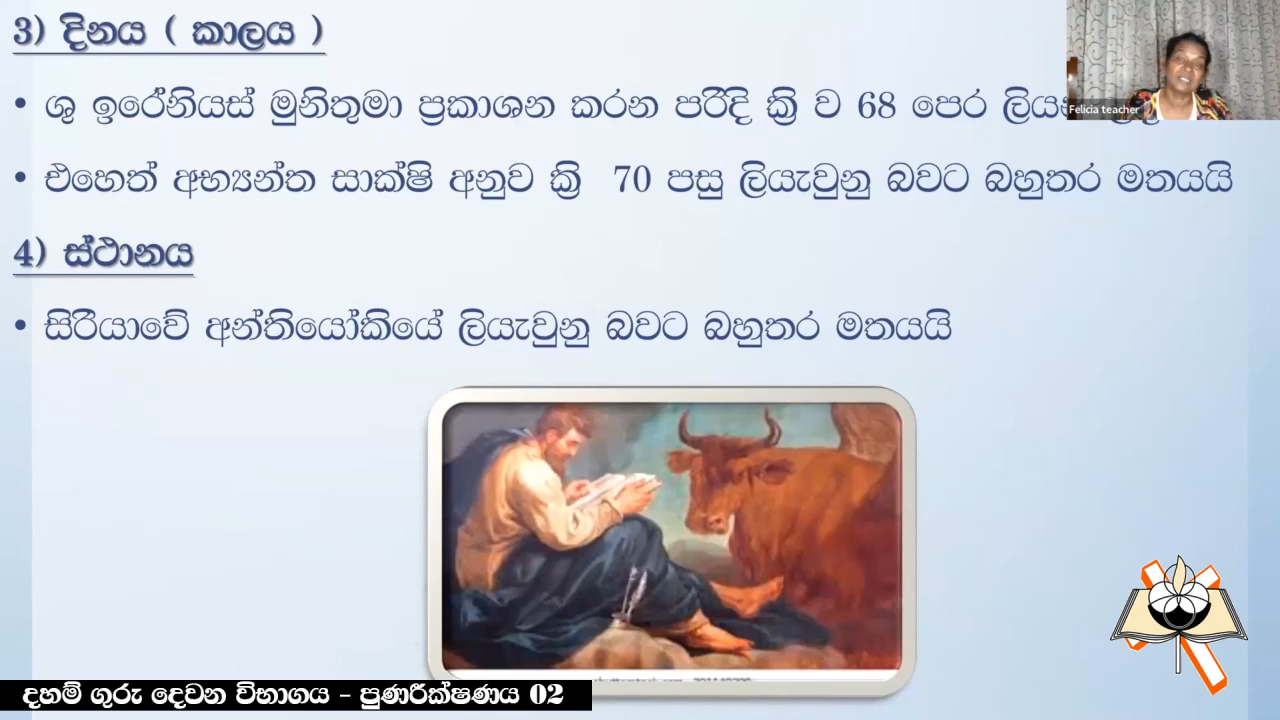 3) දිනය ( කාලය )
• ශු ඉරේනියස් මුනිතුමා ප්‍රකාශන කරන පරිදි ක්‍රි ව 68 පෙර
• එහෙත් අභ්‍යන්ත සාක්ෂි අනුව ක්‍රි 70 පසු ලියැවුනු බවට බහුතර මතයයි
4) ස්ථානය
• සිරියාවේ අන්තියෝකියේ ලියැවුනු බවට බහුතර මතයයි
Felicia teacher
දහම් ගුරු දෙවන විභාගය - පුණරීක්ෂණය 02